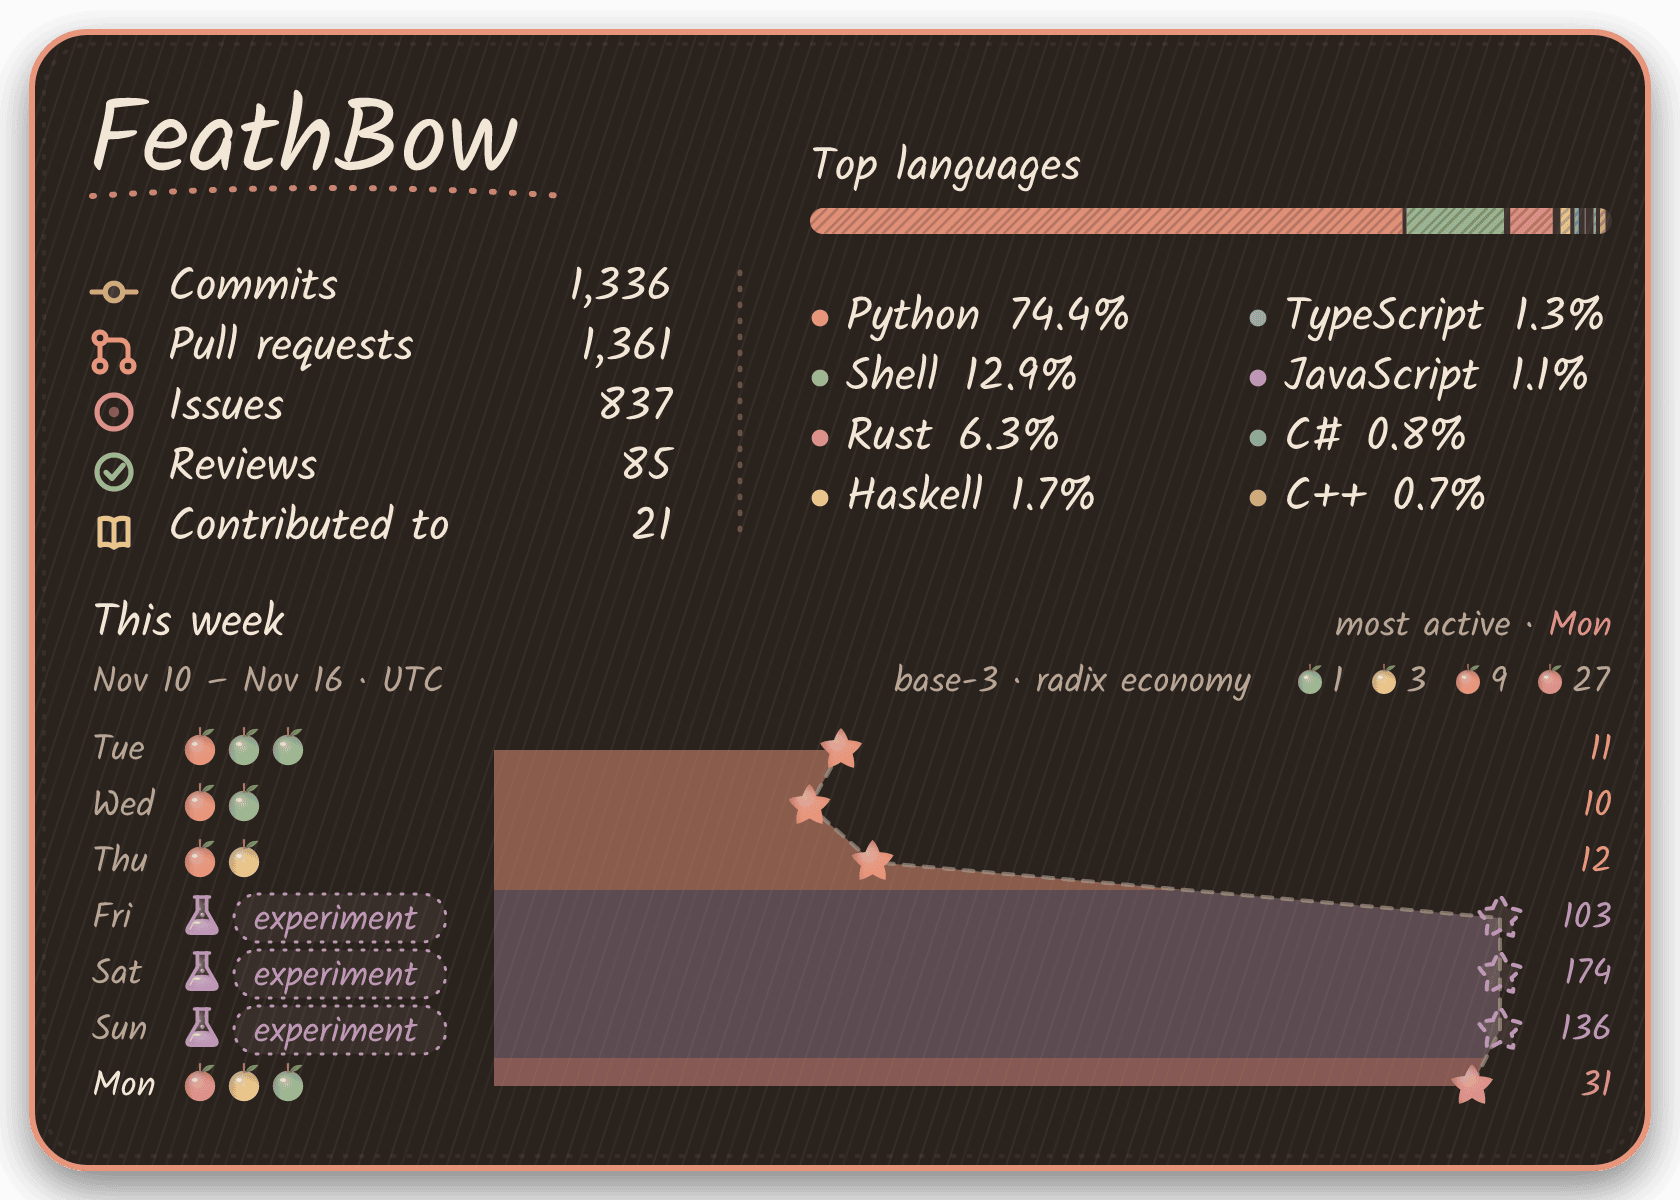 FeathBow
Commits 1,336
Pull requests 1,361
Issues 837
Reviews 85
Contributed to 21
Top languages
Python 74.4%
Shell 12.9%
Rust 6.3%
Haskell 1.7%
TypeScript 1.3%
JavaScript 1.1%
C# 0.8%
C++ 0.7%
This week
most active · Mon
Nov 10 – Nov 16 · UTC
base-3 · radix economy 1 3 9 27
Tue 11
Wed 10
Thu 12
Fri experiment 103
Sat experiment 174
Sun experiment 136
Mon 31